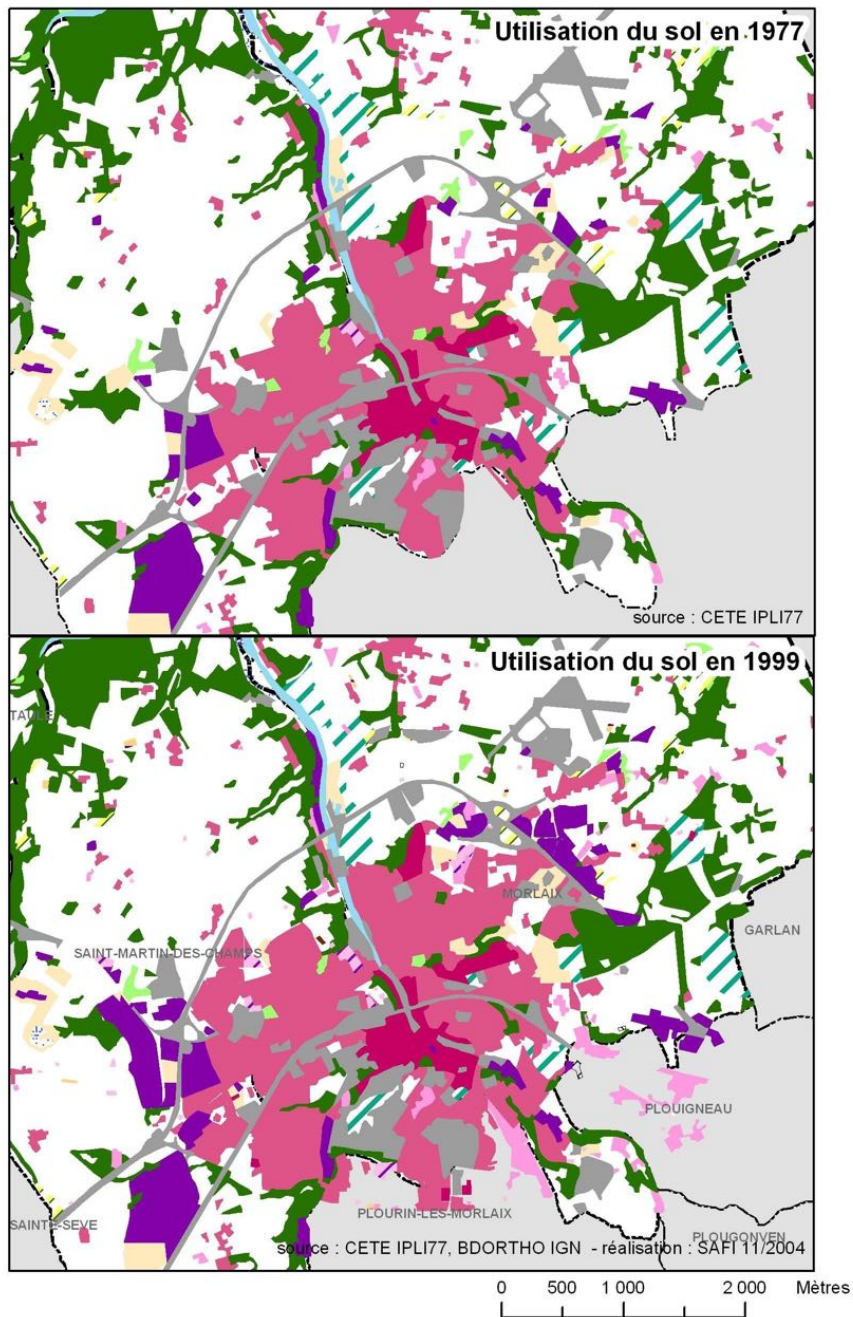 Utilisation du sol en 1977
source : CETE IPLI77
Utilisation du sol en 1999
TAULE
MORLAIX
GARLAN
SAINT-MARTIN-DES-CHAMPS
PLOUIGNEAU
SAINTE-SEVE
PLOURIN-LES-MORLAIX
PLOUGONVEN
source : CETE IPLI77, BDORTHO IGN - réalisation : SAFI 11/2004
0 500 1 000 2 000 Mètres